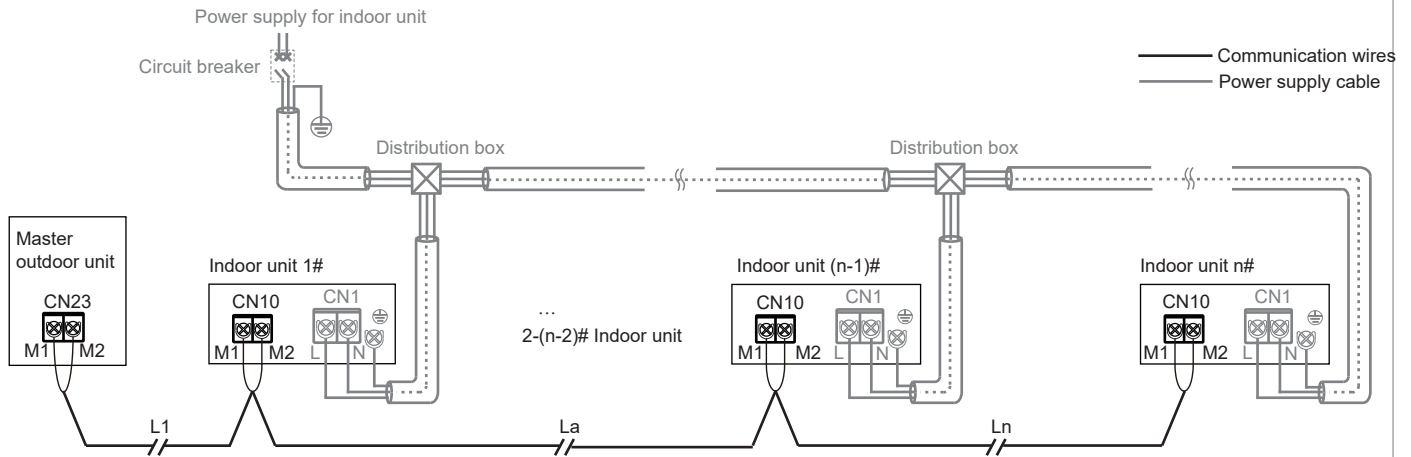 Power supply for indoor unit
Circuit breaker
Communication wires
Power supply cable
Distribution box
Distribution box
Master
outdoor unit
CN23
M1 M2
Indoor unit 1#
CN10 CN1
M1 M2 L N
...
2-(n-2)# Indoor unit
Indoor unit (n-1)#
CN10 CN1
M1 M2 L N
Indoor unit n#
CN10 CN1
M1 M2 L N
L1
La
Ln